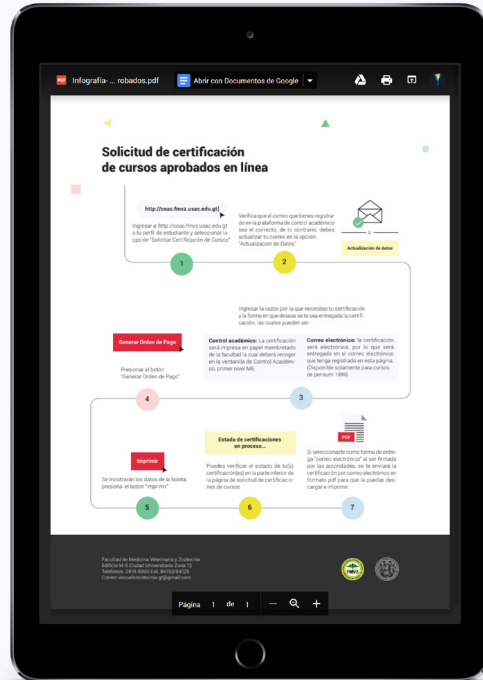 PDF
Infografía- ... robados.pdf
Abrir con Documentos de Google
Solicitud de certificación
de cursos aprobados en línea
http://ceac.fmvz.usac.edu.gt
Ingresar a http://ceac.fmvz.usac.edu.gt
a tu perfil de estudiante y seleccionar la
opción "Solicitar Certificación de Cursos"
1
Verifica que el correo que tienes registra-
do en la plataforma de control académico
sea el correcto, de lo contrario, debes
actualizar tu correo en la opción
"Actualización de Datos"
2
Actualización de datos
Ingresar la razón por la que necesitas tu certificación
y la forma en que deseas se te sea entregada la certifi-
cación, las cuales pueden ser:
Control académico: La certificación
será impresa en papel membretado
de la facultad la cual deberá recoger
en la ventanilla de Control Académi-
co, primer nivel M6.
Correo electrónico: la certificación
será electrónica, por lo que será
entregada en el correo electrónico
que tenga registrado en esta página.
(Disponible solamente para cursos
de pensum 1999)
3
Generar Orden de Pago
Presionar el botón
"Generar Orden de Pago"
4
Imprimir
Se mostrarán los datos de la boleta,
presiona el botón "Imprimir"
5
Estado de certificaciones
en proceso...
Puedes verificar el estado de tu(s)
certificación(es) en la parte inferior de
la página de solicitud de certificacio-
nes de cursos.
6
PDF
Si seleccionaste como forma de entre-
ga "correo electrónico" al ser firmada
por las autoridades, se te enviará la
certificación por correo electrónico en
formato pdf para que la puedas des-
cargar e imprimir.
7
Facultad de Medicina Veterinaria y Zootecnia
Edificio M-6 Ciudad Universitaria Zona 12
FMVZ
Página 1 de 1